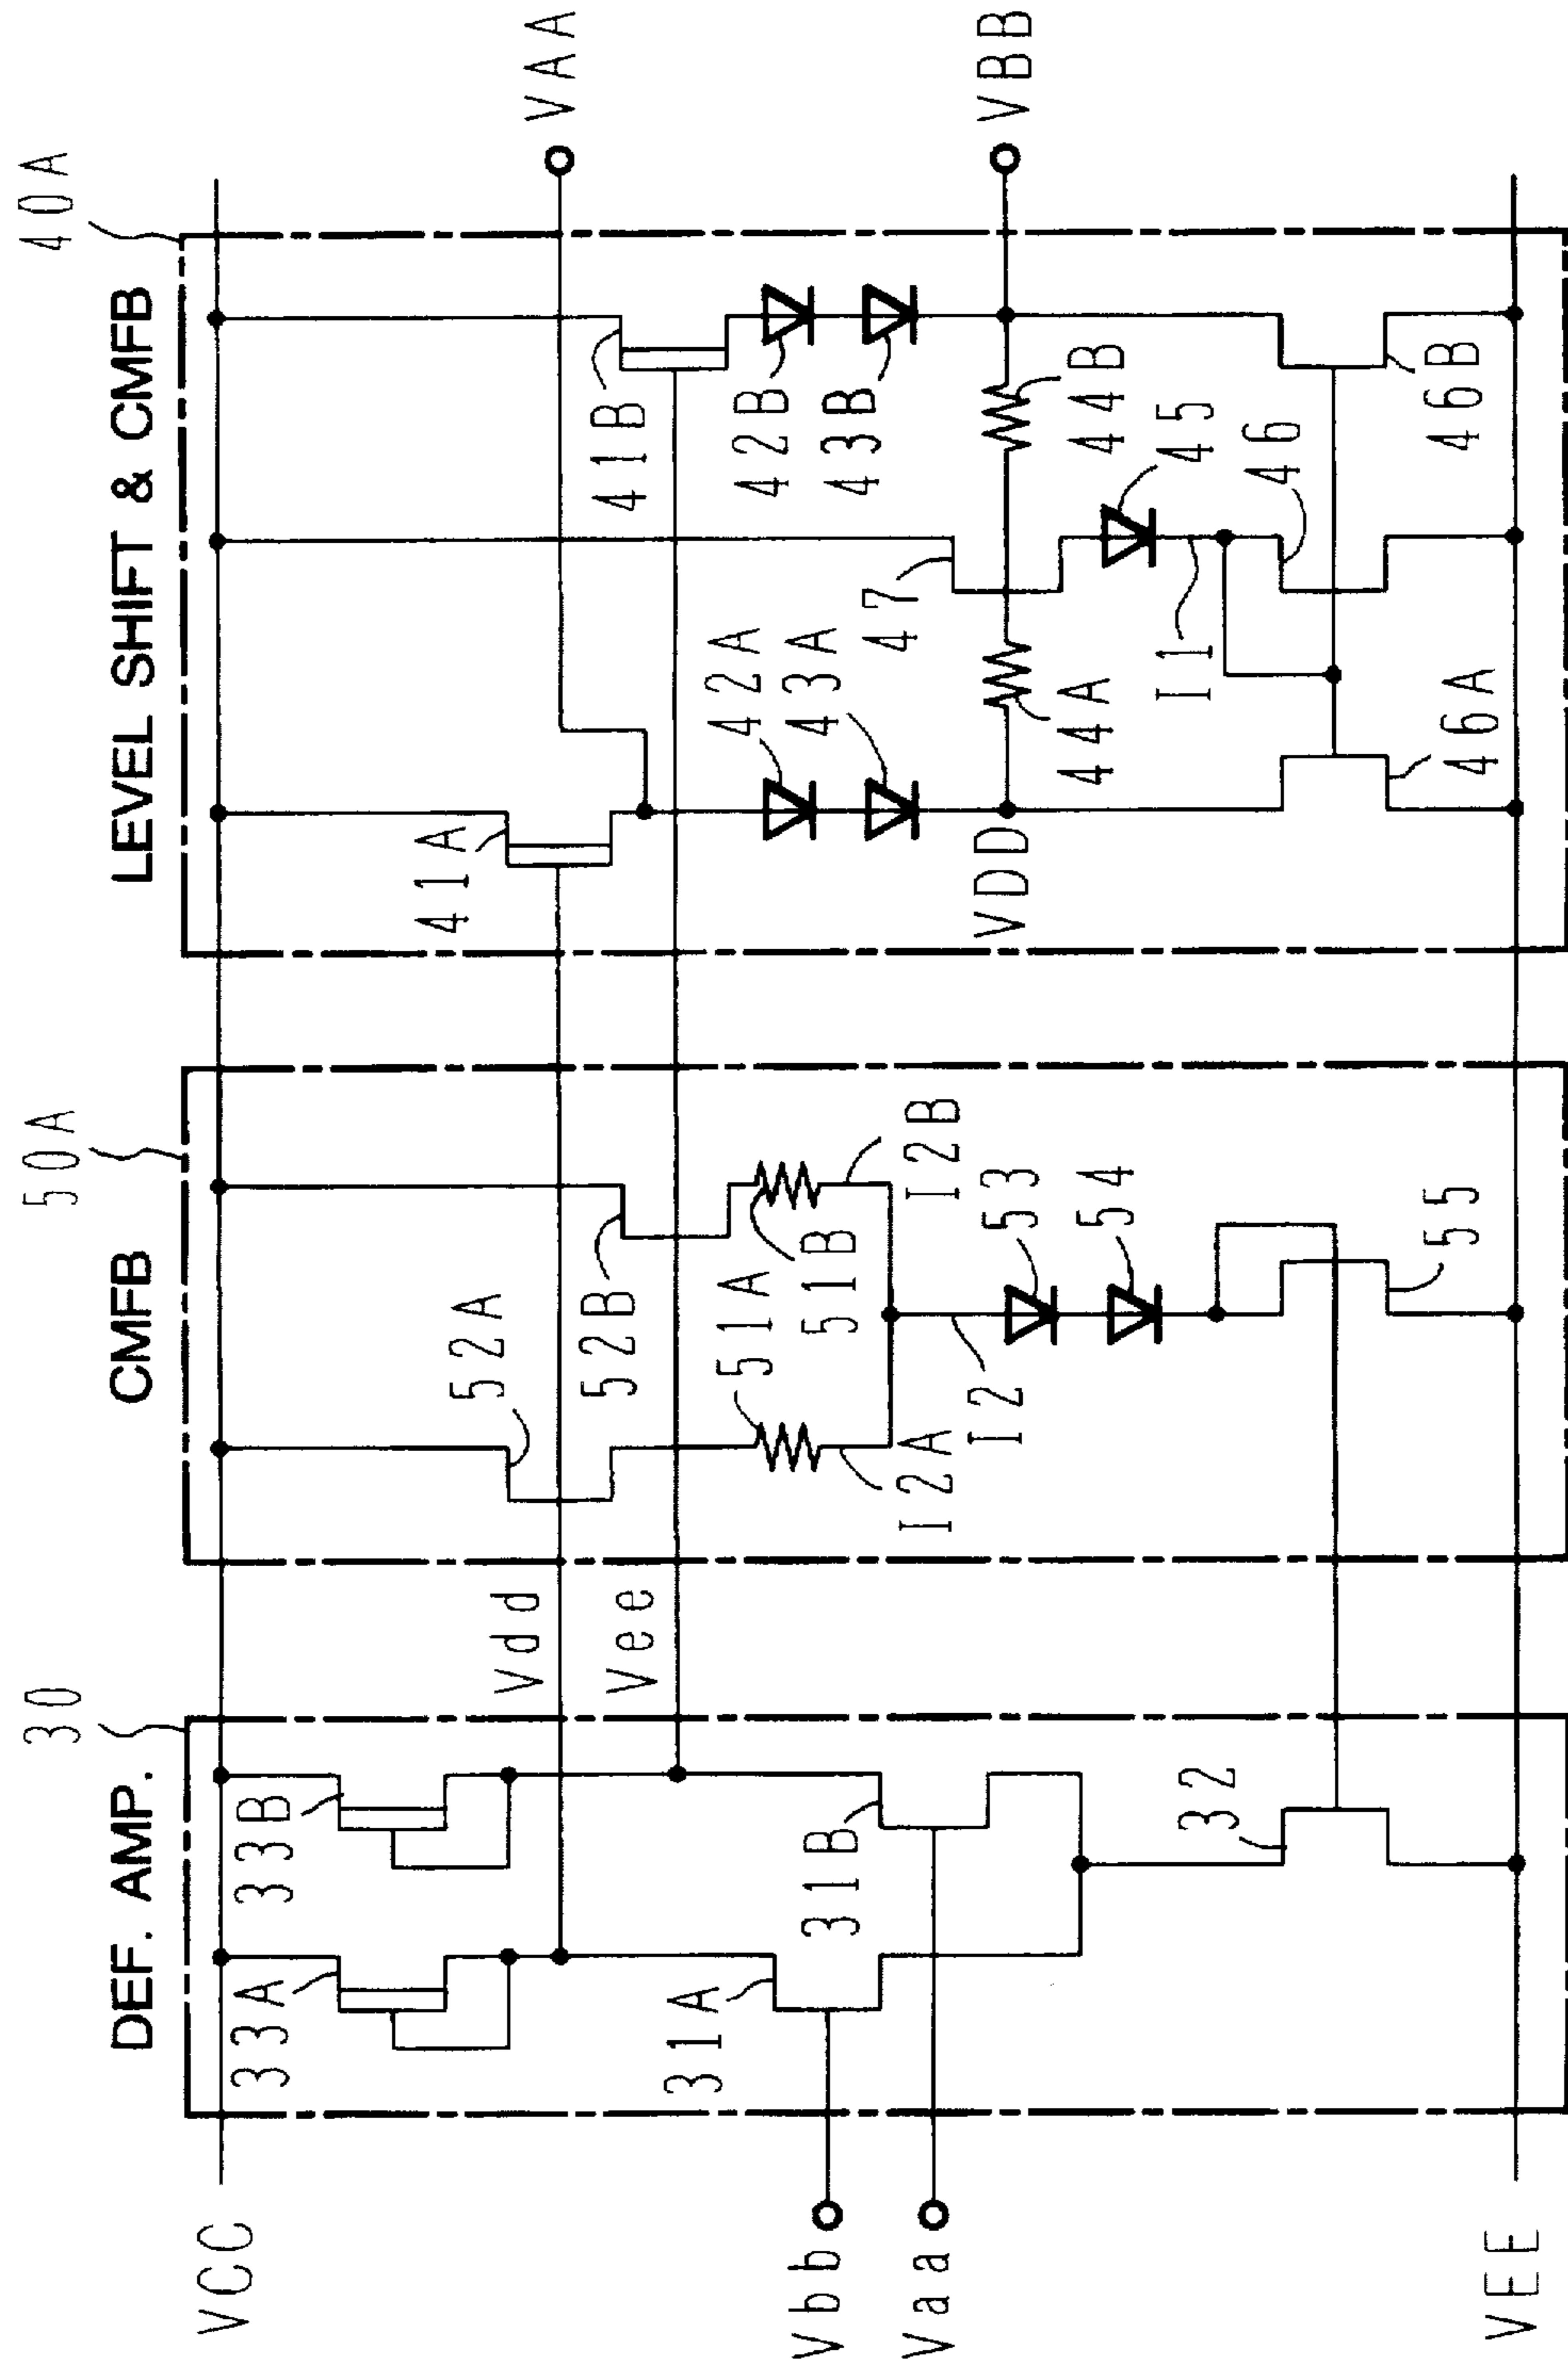 30
50A
40A
DEF. AMP.
CMFB
LEVEL SHIFT & CMFB
VCC
33A
33B
52A
41A
41B
VAA
Vdd
Vee
52B
42A
42B
43A
43B
31A
31B
51A
51B
47
Vbb
Vaa
I2A
I2B
I2
53
54
VDD
44A
44B
VBB
45
I1
46
32
55
46A
46B
VEE